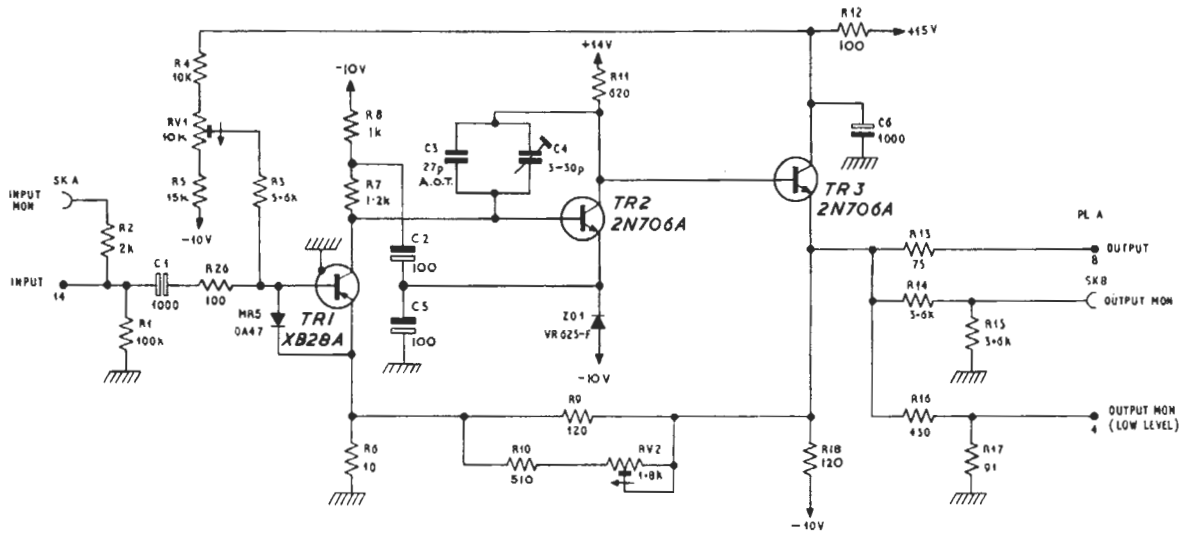 R12
100
+15V
R4
10K
-10V
+14V
R11
620
RV1
10K
R8
1k
C3
27p
A.O.T.
C4
3-30p
C6
1000
R5
15K
-10V
R3
5·6k
R7
1·2k
TR2
2N706A
TR3
2N706A
SKA
INPUT
MON
R2
2k
C2
100
PL A
R13
75
8
OUTPUT
INPUT
14
C1
1000
R26
100
R14
3·6k
SKB
OUTPUT MON
R1
100k
MR5
OA47
TR1
XB28A
C5
100
ZD1
VR625-F
-10V
R15
3·6k
R9
120
R16
430
4
OUTPUT MON
(LOW LEVEL)
R6
10
R10
510
RV2
1·8k
R18
120
R17
91
-10V